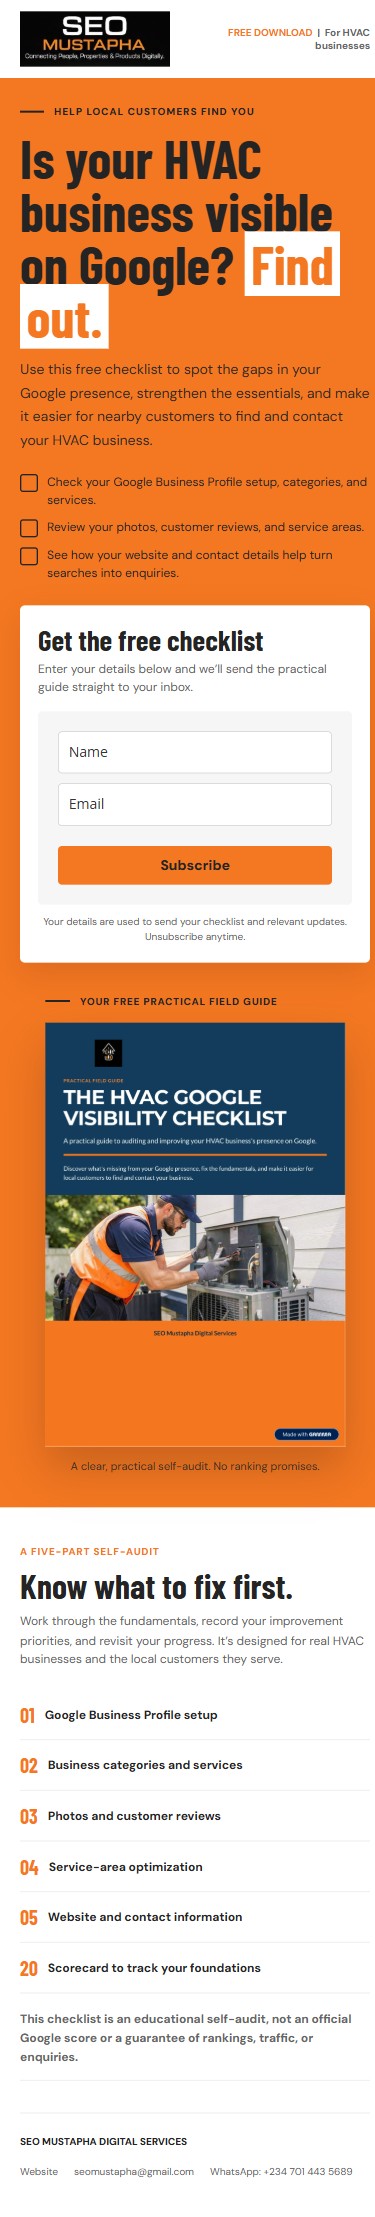 SEO
MUSTAPHA
Connecting People, Properties & Products Digitally.
FREE DOWNLOAD | For HVAC
businesses
HELP LOCAL CUSTOMERS FIND YOU
Is your HVAC
business visible
on Google? Find
out.
Use this free checklist to spot the gaps in your
Google presence, strengthen the essentials, and make
it easier for nearby customers to find and contact
your HVAC business.
Check your Google Business Profile setup, categories, and
services.
Review your photos, customer reviews, and service areas.
See how your website and contact details help turn
searches into enquiries.
Get the free checklist
Enter your details below and we'll send the practical
guide straight to your inbox.
Name
Email
Subscribe
Your details are used to send your checklist and relevant updates.
Unsubscribe anytime.
YOUR FREE PRACTICAL FIELD GUIDE
PRACTICAL FIELD GUIDE
THE HVAC GOOGLE
VISIBILITY CHECKLIST
A practical guide to auditing and improving your HVAC business's presence on Google.
Discover what's missing from your Google presence, fix the fundamentals, and make it easier for
local customers to find and contact your business.
SEO Mustapha Digital Services
Made with GAMMA
A clear, practical self-audit. No ranking promises.
A FIVE-PART SELF-AUDIT
Know what to fix first.
Work through the fundamentals, record your improvement
priorities, and revisit your progress. It's designed for real HVAC
businesses and the local customers they serve.
01 Google Business Profile setup
02 Business categories and services
03 Photos and customer reviews
04 Service-area optimization
05 Website and contact information
20 Scorecard to track your foundations
This checklist is an educational self-audit, not an official
Google score or a guarantee of rankings, traffic, or
enquiries.
SEO MUSTAPHA DIGITAL SERVICES
Website seomustapha@gmail.com WhatsApp: +234 701 443 5689